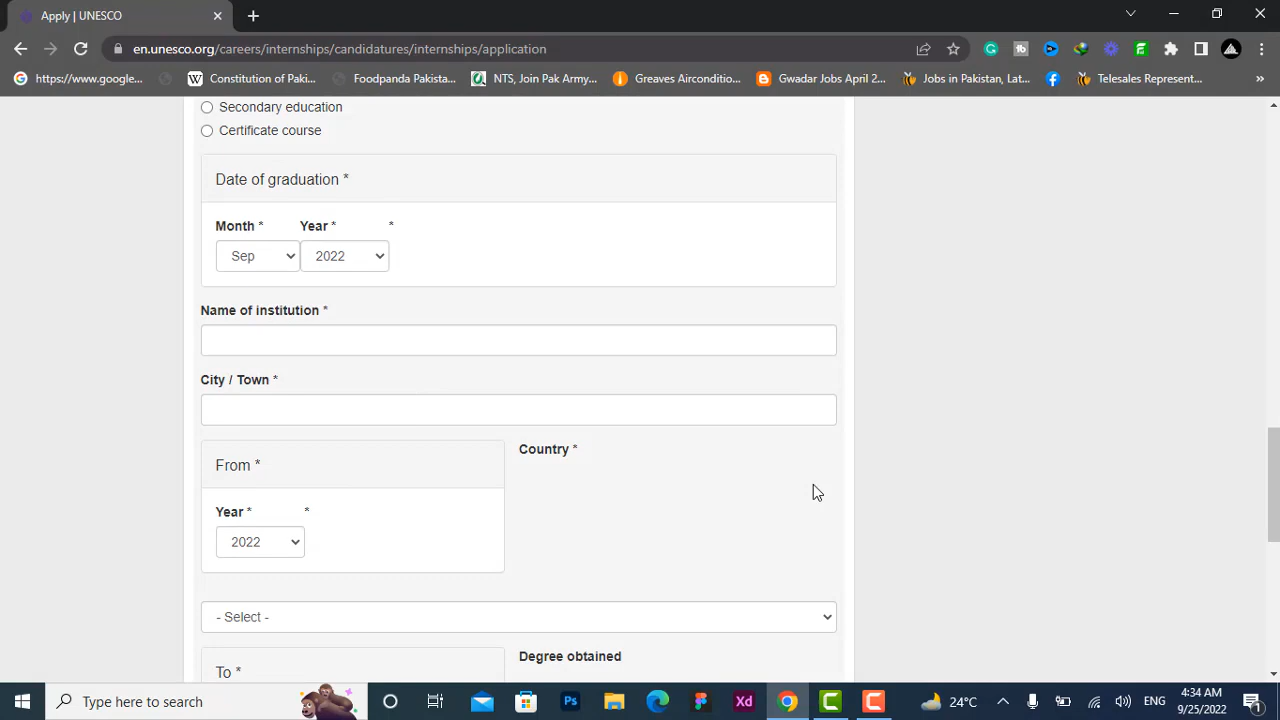 Apply | UNESCO
en.unesco.org/careers/internships/candidatures/internships/application
https://www.google... Constitution of Paki... Foodpanda Pakista... NTS, Join Pak Army,... Greaves Airconditio... Gwadar Jobs April 2... Jobs in Pakistan, Lat... Telesales Represent... »
Secondary education
Certificate course
Date of graduation *
Month * Year * *
Sep 2022
Name of institution *
City / Town *
From * Country *
Year * *
2022
- Select -
To * Degree obtained
Type here to search Ps Xd 24°C ENG 4:34 AM
9/25/2022 1